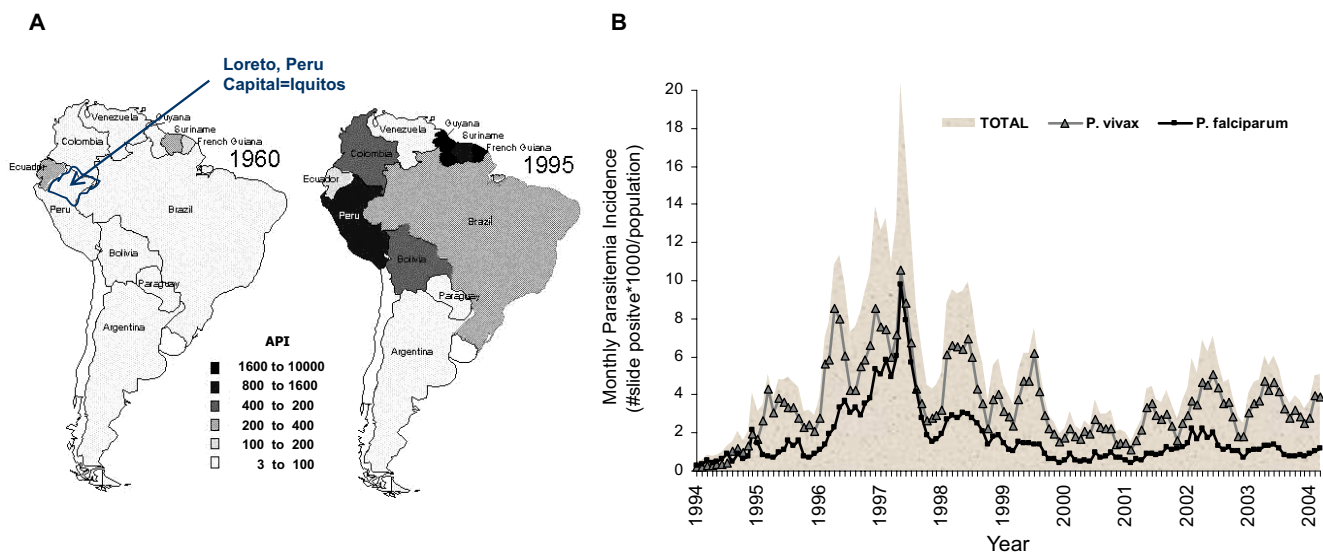 A
Loreto, Peru
Capital=Iquitos
Venezuela
Guyana
Suriname
French Guiana
Colombia
1960
Ecuador
Peru
Brazil
Bolivia
Paraguay
Argentina
Venezuela
Guyana
Suriname
French Guiana
Colombia
1995
Ecuador
Peru
Brazil
Bolivia
Paraguay
Argentina
API
1600 to 10000
800 to 1600
400 to 200
200 to 400
100 to 200
3 to 100
B
Monthly Parasitemia Incidence
(#slide positve*1000/population)
20
18
16
14
12
10
8
6
4
2
0
TOTAL
P. vivax
P. falciparum
1994
1995
1996
1997
1998
1999
2000
2001
2002
2003
2004
Year